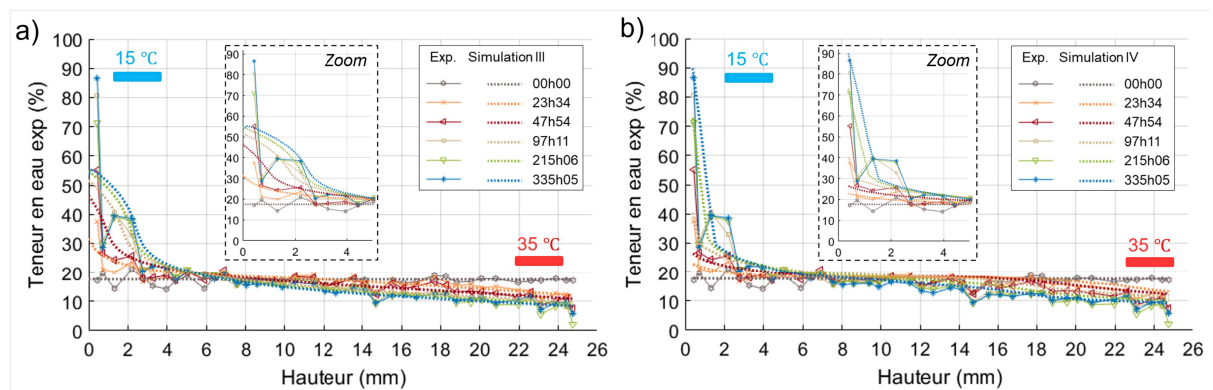 a)
Teneur en eau exp (%)
100
90
80
70
60
50
40
30
20
10
0
15 °C
Zoom
90
80
70
60
50
40
30
20
10
0
0 2 4
Exp. Simulation III
00h00
23h34
47h54
97h11
215h06
335h05
35 °C
0 2 4 6 8 10 12 14 16 18 20 22 24 26
Hauteur (mm)
b)
Teneur en eau exp (%)
100
90
80
70
60
50
40
30
20
10
0
15 °C
Zoom
90
80
70
60
50
40
30
20
10
0
0 2 4
Exp. Simulation IV
00h00
23h34
47h54
97h11
215h06
335h05
35 °C
0 2 4 6 8 10 12 14 16 18 20 22 24 26
Hauteur (mm)